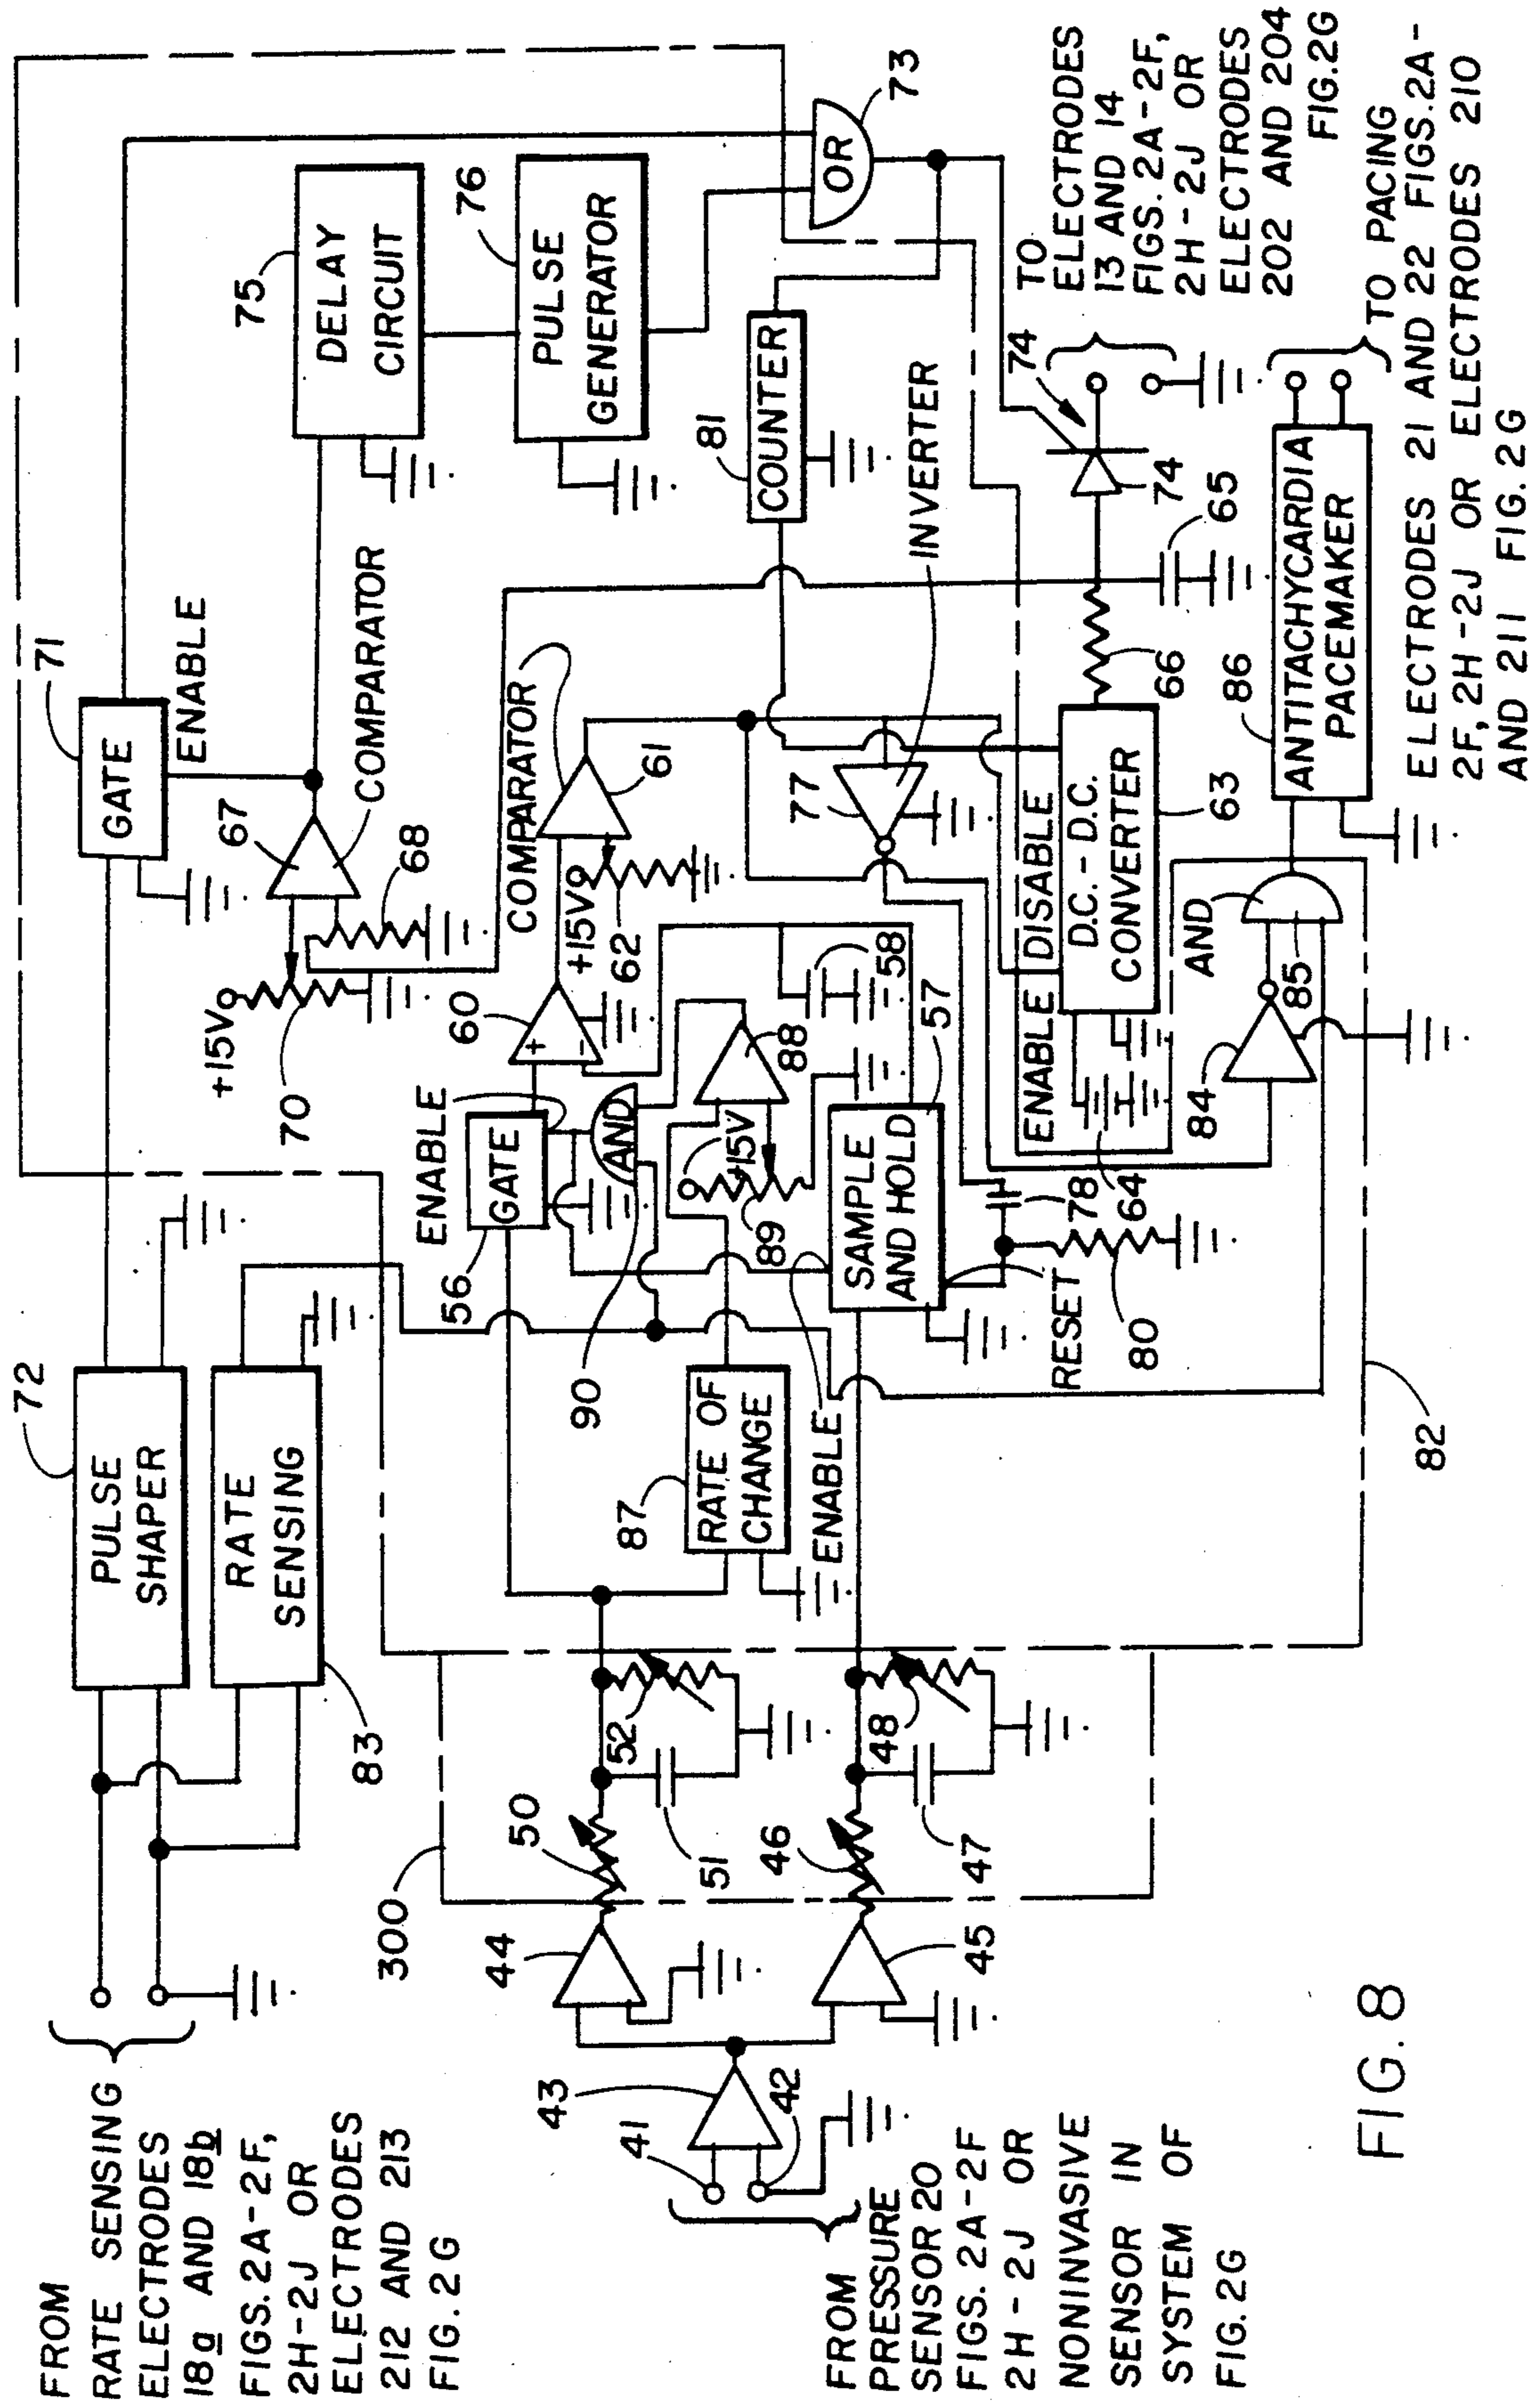 FROM
RATE SENSING
ELECTRODES
18a AND 18b
FIGS. 2A-2F,
2H-2J OR
ELECTRODES
212 AND 213
FIG. 2G
72
PULSE
SHAPER
RATE
SENSING
83
71
GATE
ENABLE
67
COMPARATOR
68
+15V
70
75
DELAY
CIRCUIT
76
PULSE
GENERATOR
OR
73
300
FROM
PRESSURE
SENSOR 20
FIGS. 2A-2F
2H-2J OR
NONINVASIVE
SENSOR IN
SYSTEM OF
FIG. 2G
41
42
43
44
45
50
51
52
46
47
48
ENABLE
56
GATE
60
+
-
COMPARATOR
61
+15V
62
AND
90
87
RATE OF
CHANGE
88
+15V
89
58
57
ENABLE
SAMPLE
AND HOLD
RESET
78
80
64
81
COUNTER
INVERTER
77
ENABLE
DISABLE
D.C.-D.C.
CONVERTER
63
66
65
74
74
TO
ELECTRODES
13 AND 14
FIGS. 2A-2F,
2H-2J OR
ELECTRODES
202 AND 204
FIG. 2G
84
AND
85
86
ANTITACHYCARDIA
PACEMAKER
TO PACING
ELECTRODES 21 AND 22 FIGS. 2A-
2F, 2H-2J OR ELECTRODES 210
AND 211 FIG. 2G
82
FIG. 8